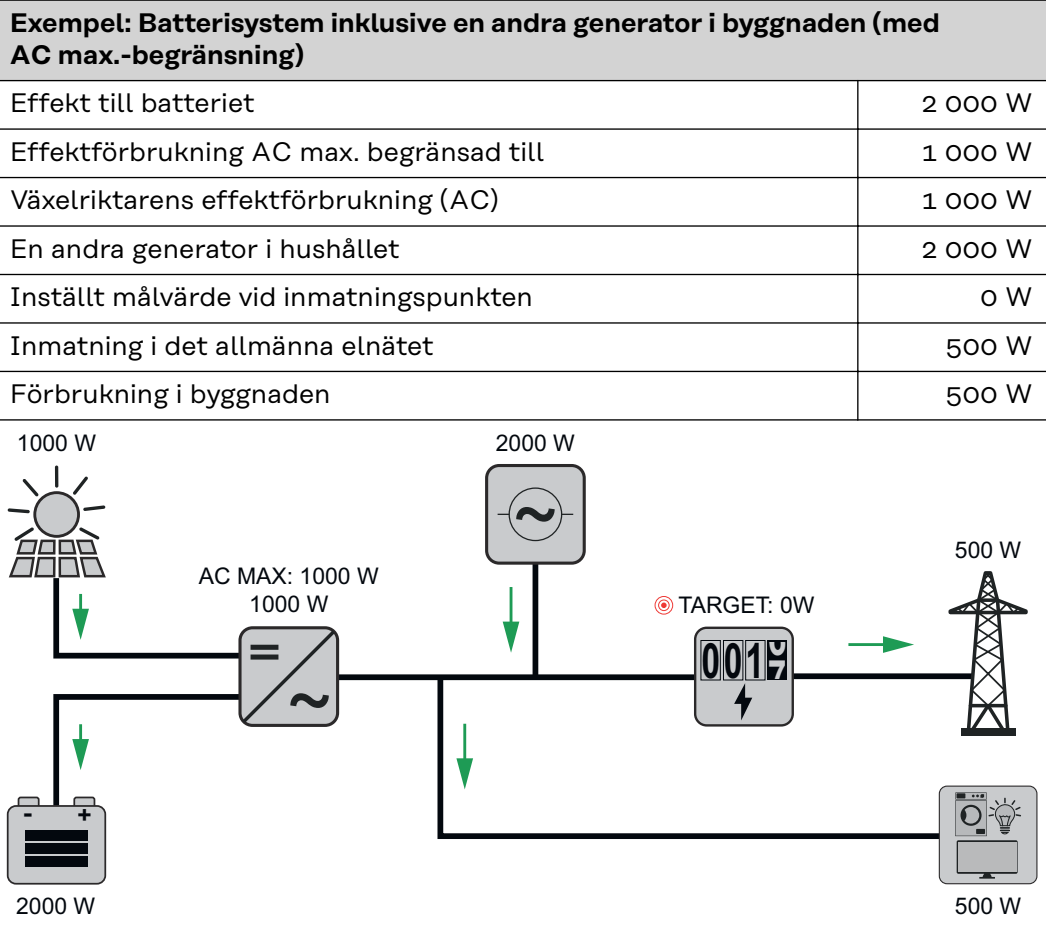 Exempel: Batterisystem inklusive en andra generator i byggnaden (med
AC max.-begränsning)
Effekt till batteriet 2 000 W
Effektförbrukning AC max. begränsad till 1 000 W
Växelriktarens effektförbrukning (AC) 1 000 W
En andra generator i hushållet 2 000 W
Inställt målvärde vid inmatningspunkten 0 W
Inmatning i det allmänna elnätet 500 W
Förbrukning i byggnaden 500 W
1000 W
2000 W
500 W
AC MAX: 1000 W
1000 W
TARGET: 0W
001
2000 W
500 W